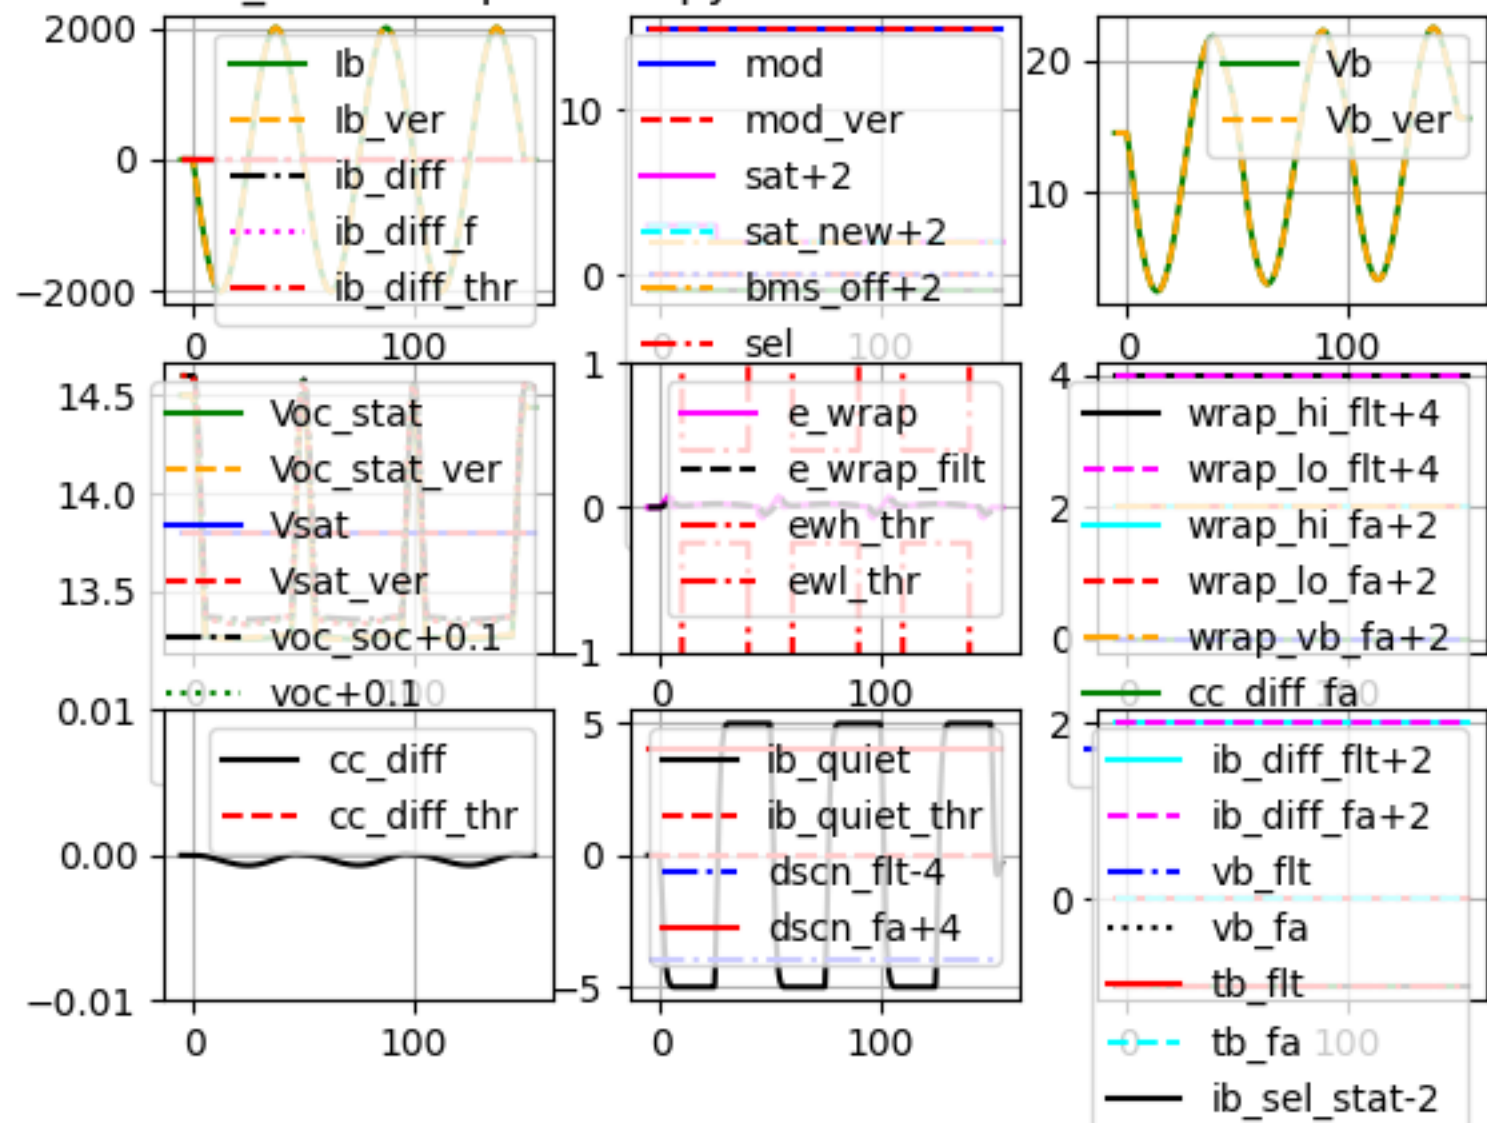 2000
0
−2000
0
100
Ib
Ib_ver
ib_diff
ib_diff_f
ib_diff_thr
10
0
0
100
mod
mod_ver
sat+2
sat_new+2
bms_off+2
sel
20
10
0
100
Vb
Vb_ver
14.5
14.0
13.5
0
100
Voc_stat
Voc_stat_ver
Vsat
Vsat_ver
voc_soc+0.1
voc+0.1
1
0
−1
0
100
e_wrap
e_wrap_filt
ewh_thr
ewl_thr
4
2
0
0
wrap_hi_flt+4
wrap_lo_flt+4
wrap_hi_fa+2
wrap_lo_fa+2
wrap_vb_fa+2
cc_diff_fa
0.01
0.00
−0.01
0
100
cc_diff
cc_diff_thr
5
0
−5
0
100
ib_quiet
ib_quiet_thr
dscn_flt-4
dscn_fa+4
2
0
0
100
ib_diff_flt+2
ib_diff_fa+2
vb_flt
vb_fa
tb_flt
tb_fa
ib_sel_stat-2